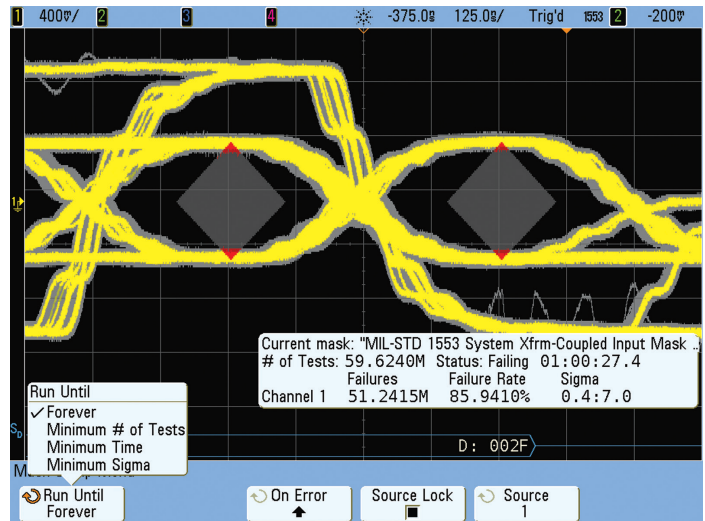 1 400mV/ 2 3 4 -375.0ns 125.0ns/ Trig'd 1553 2 -200mV
1
Current mask: "MIL-STD 1553 System Xfrm-Coupled Input Mask ..
# of Tests: 59.6240M Status: Failing 01:00:27.4
Failures Failure Rate Sigma
Channel 1 51.2415M 85.9410% 0.4:7.0
Run Until
✓ Forever
Minimum # of Tests
Minimum Time
Minimum Sigma
SD
D: 002F
Run Until
Forever
On Error
Source Lock
Source
1